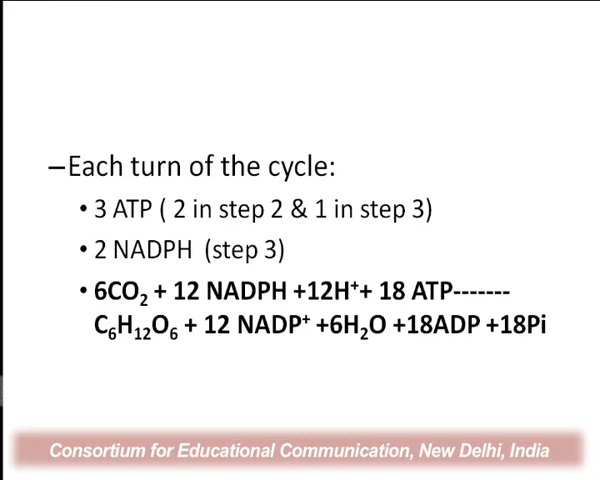 –Each turn of the cycle:
• 3 ATP ( 2 in step 2 & 1 in step 3)
• 2 NADPH (step 3)
• 6CO₂ + 12 NADPH +12H⁺+ 18 ATP-------
C₆H₁₂O₆ + 12 NADP⁺ +6H₂O +18ADP +18Pi
Consortium for Educational Communication, New Delhi, India